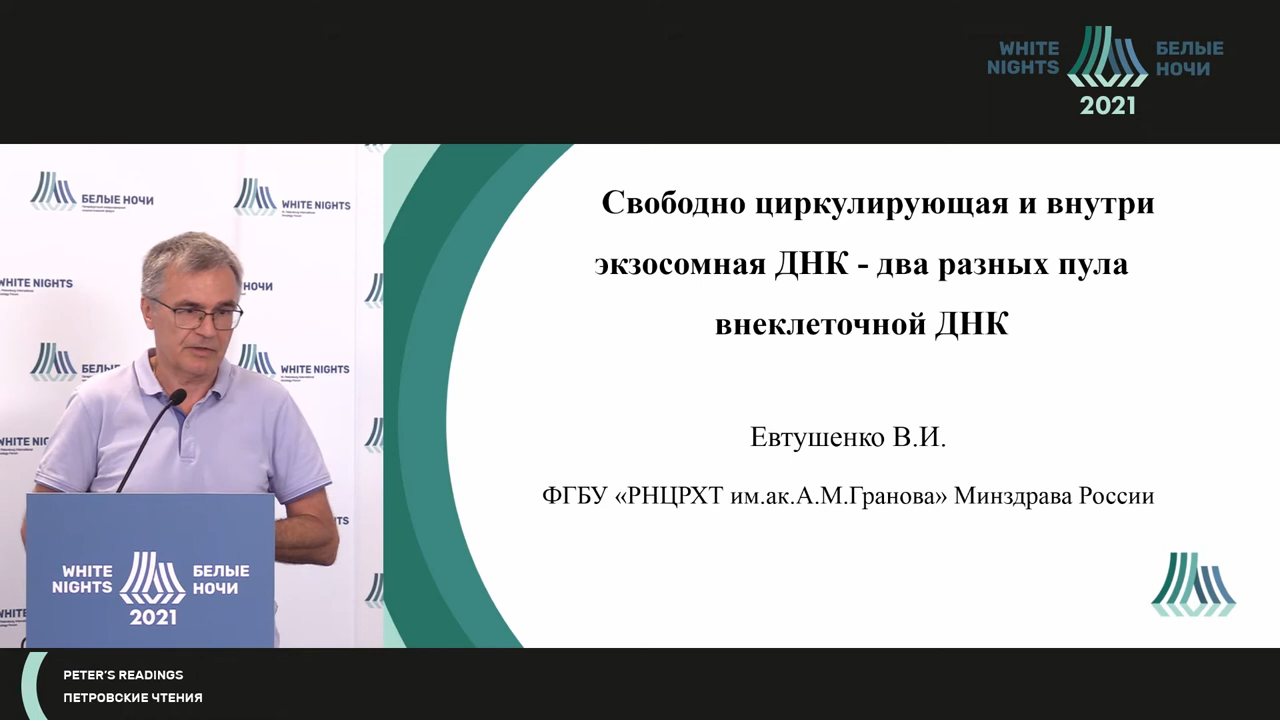 WHITE
NIGHTS
БЕЛЫЕ
НОЧИ
2021
БЕЛЫЕ НОЧИ
WHITE NIGHTS
WHITE NIGHTS
НОЧИ
БЕЛЫЕ
WHITE NIGHTS
Свободно циркулирующая и внутри
экзосомная ДНК - два разных пула
внеклеточной ДНК
Евтушенко В.И.
ФГБУ «РНЦРХТ им.ак.А.М.Гранова» Минздрава России
WHITE
NIGHTS
БЕЛЫЕ
НОЧИ
2021
PETER'S READINGS
ПЕТРОВСКИЕ ЧТЕНИЯ